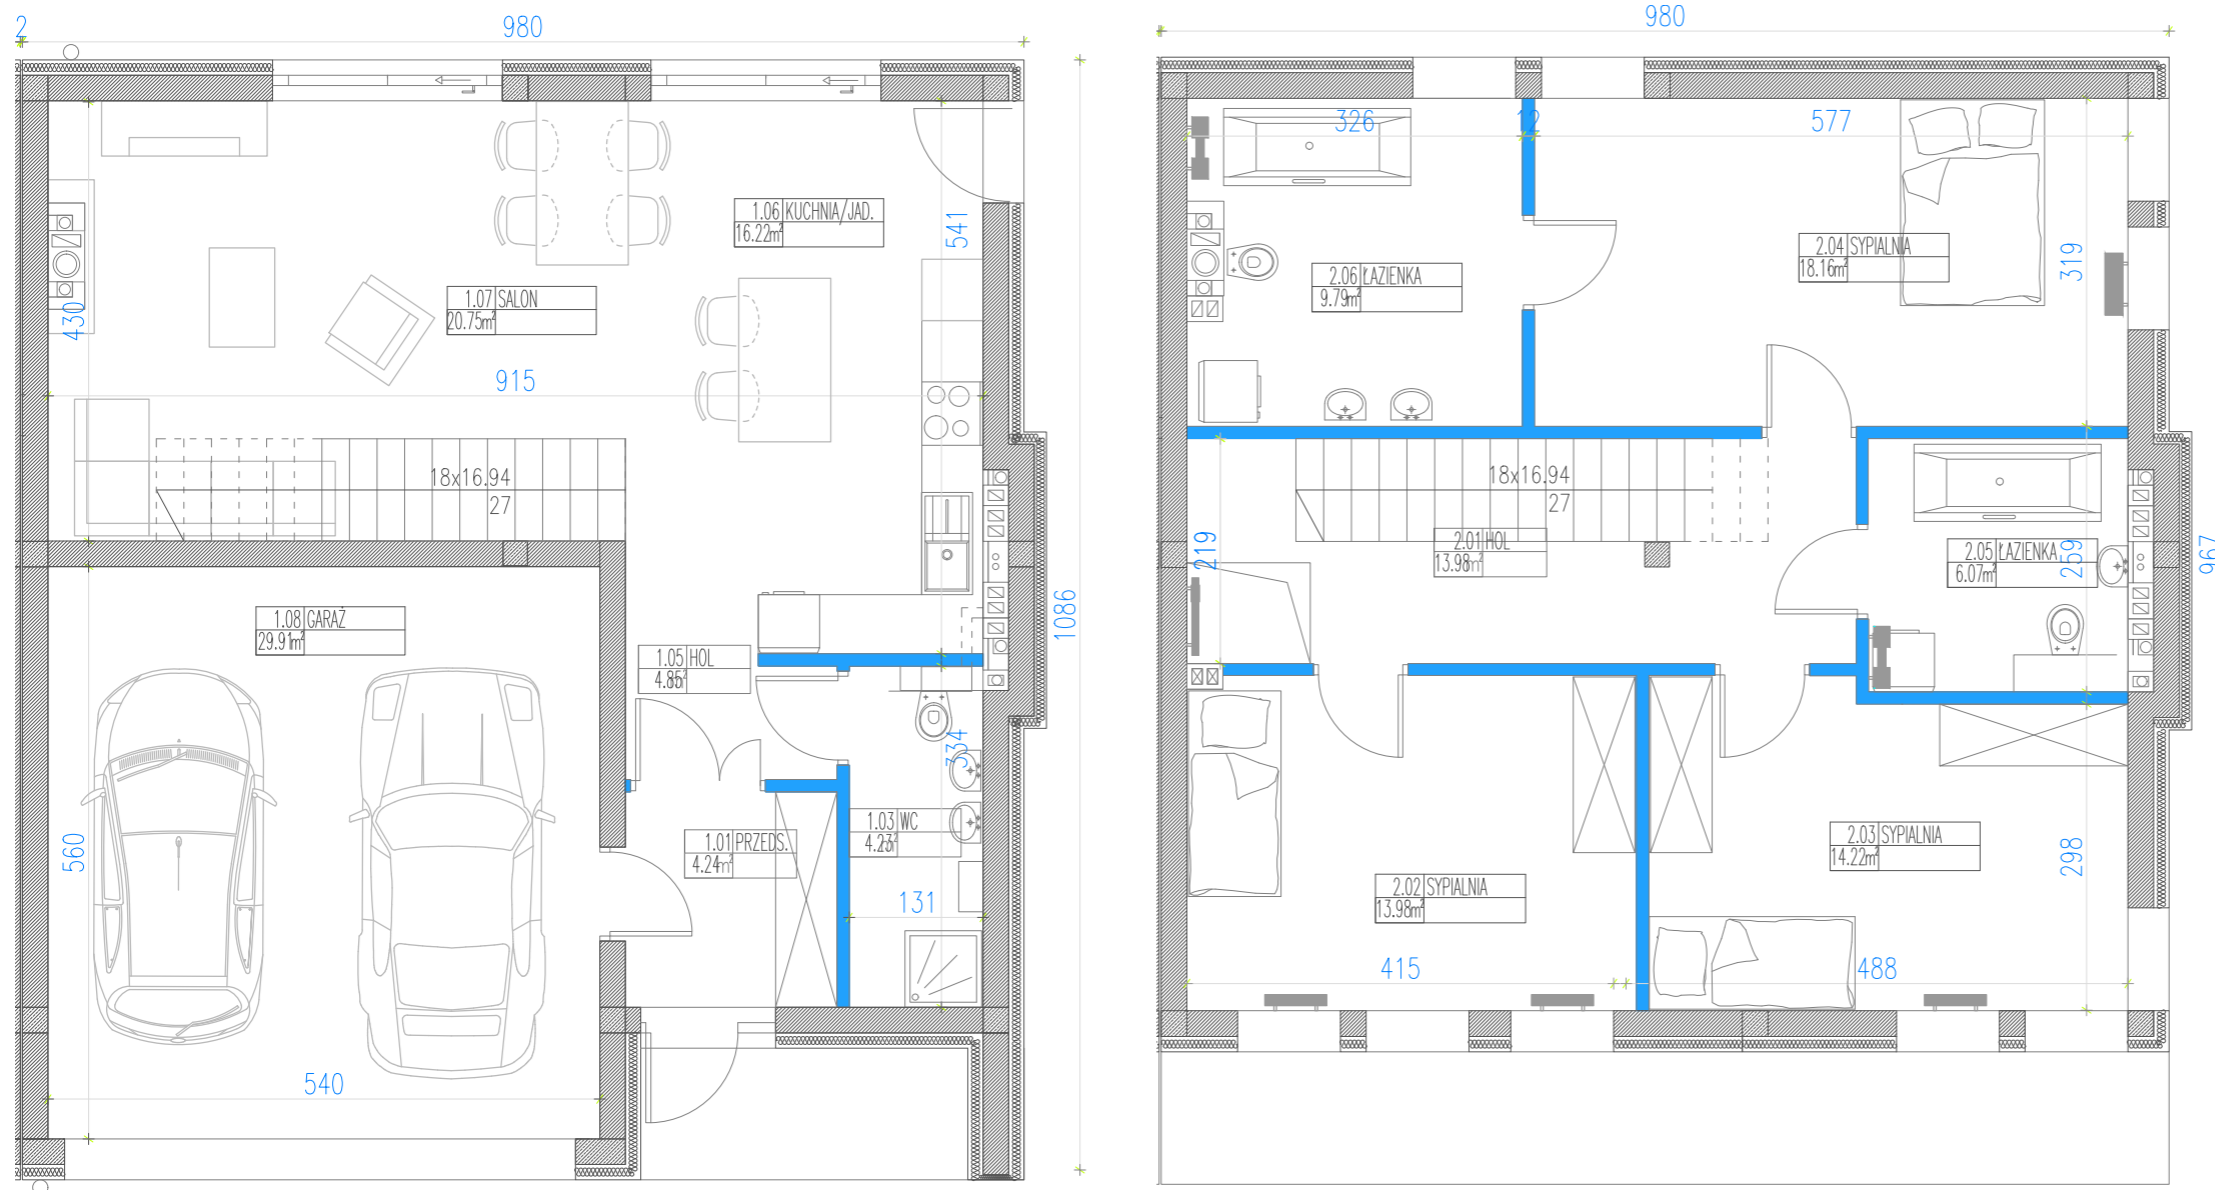 2
980
1.06 KUCHNIA/JAD.
16.22m²
541
1.07 SALON
20.75m²
430
915
18x16.94
27
1086
1.08 GARAŻ
29.91m²
1.05 HOL
4.85m²
334
1.03 WC
4.23m²
1.01 PRZEDS.
4.24m²
560
131
540
980
326
12
577
2.04 SYPIALNIA
18.16m²
319
2.06 ŁAZIENKA
9.79m²
18x16.94
27
2.01 HOL
13.98m²
219
2.05 ŁAZIENKA
6.07m²
259
967
2.03 SYPIALNIA
14.22m²
298
2.02 SYPIALNIA
13.98m²
415
488